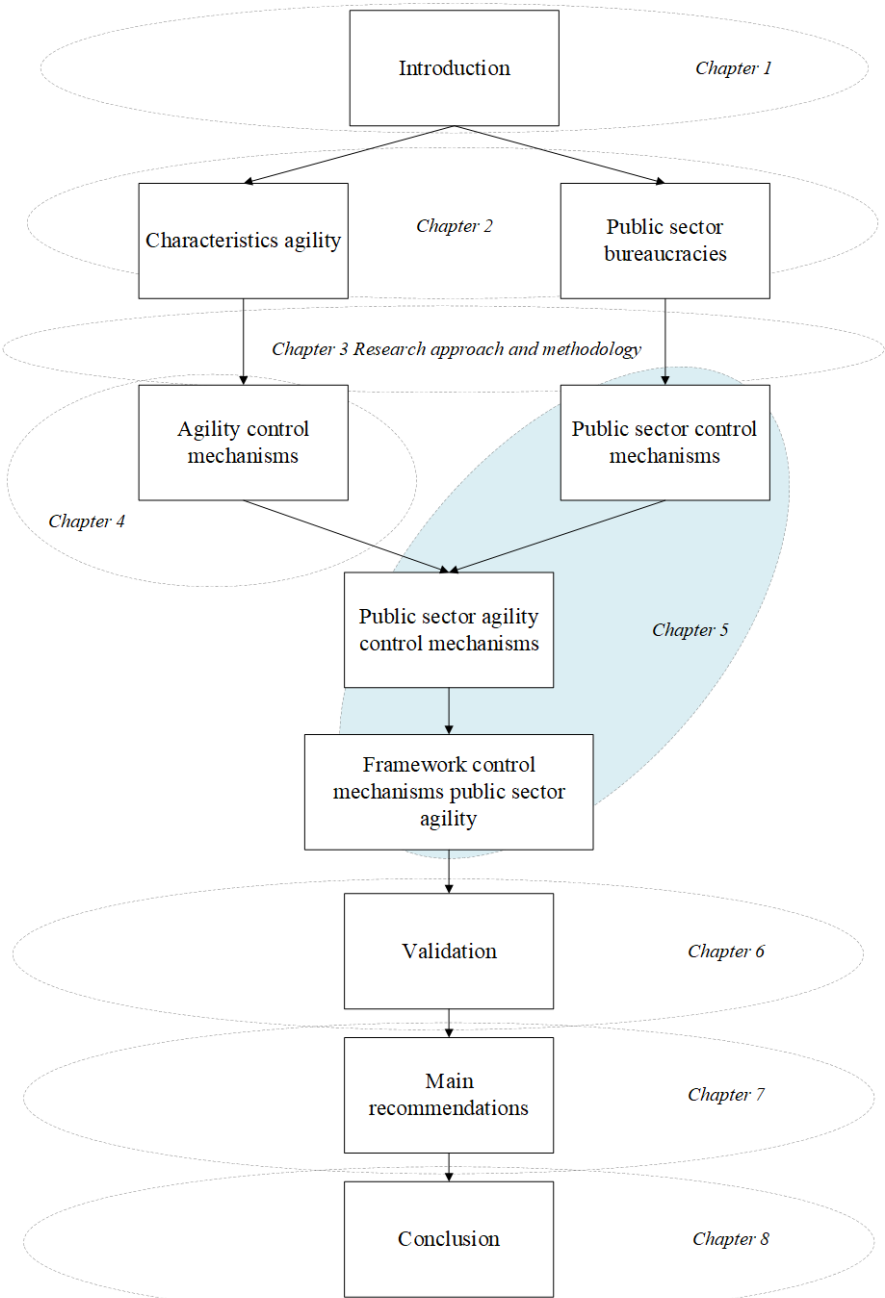 Introduction
Chapter 1
Characteristics agility
Chapter 2
Public sector
bureaucracies
Chapter 3 Research approach and methodology
Agility control
mechanisms
Public sector control
mechanisms
Chapter 4
Public sector agility
control mechanisms
Chapter 5
Framework control
mechanisms public sector
agility
Validation
Chapter 6
Main
recommendations
Chapter 7
Conclusion
Chapter 8